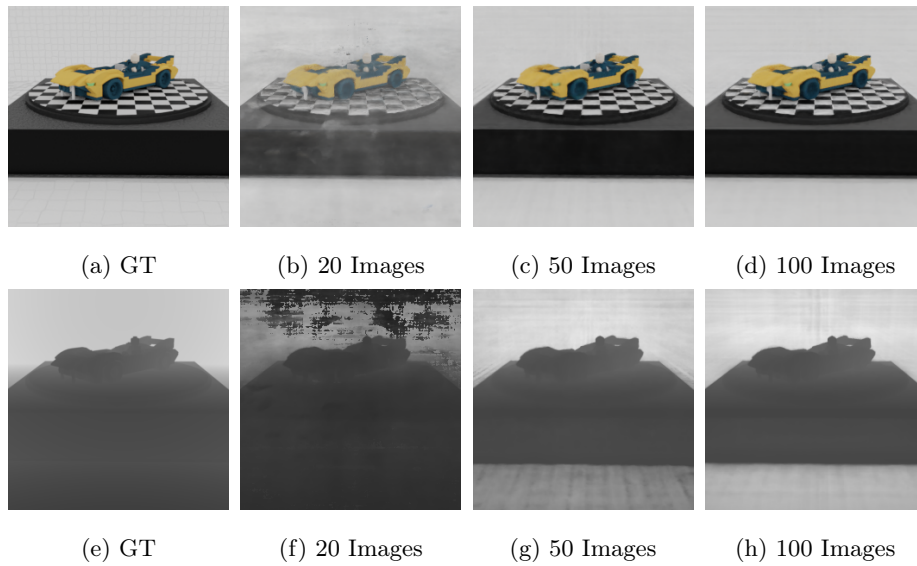 (a) GT
(b) 20 Images
(c) 50 Images
(d) 100 Images
(e) GT
(f) 20 Images
(g) 50 Images
(h) 100 Images